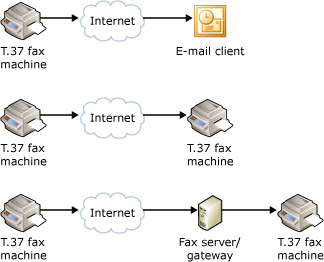 Internet
T.37 fax
machine
E-mail client
Internet
T.37 fax
machine
T.37 fax
machine
Internet
T.37 fax
machine
Fax server/
gateway
T.37 fax
machine